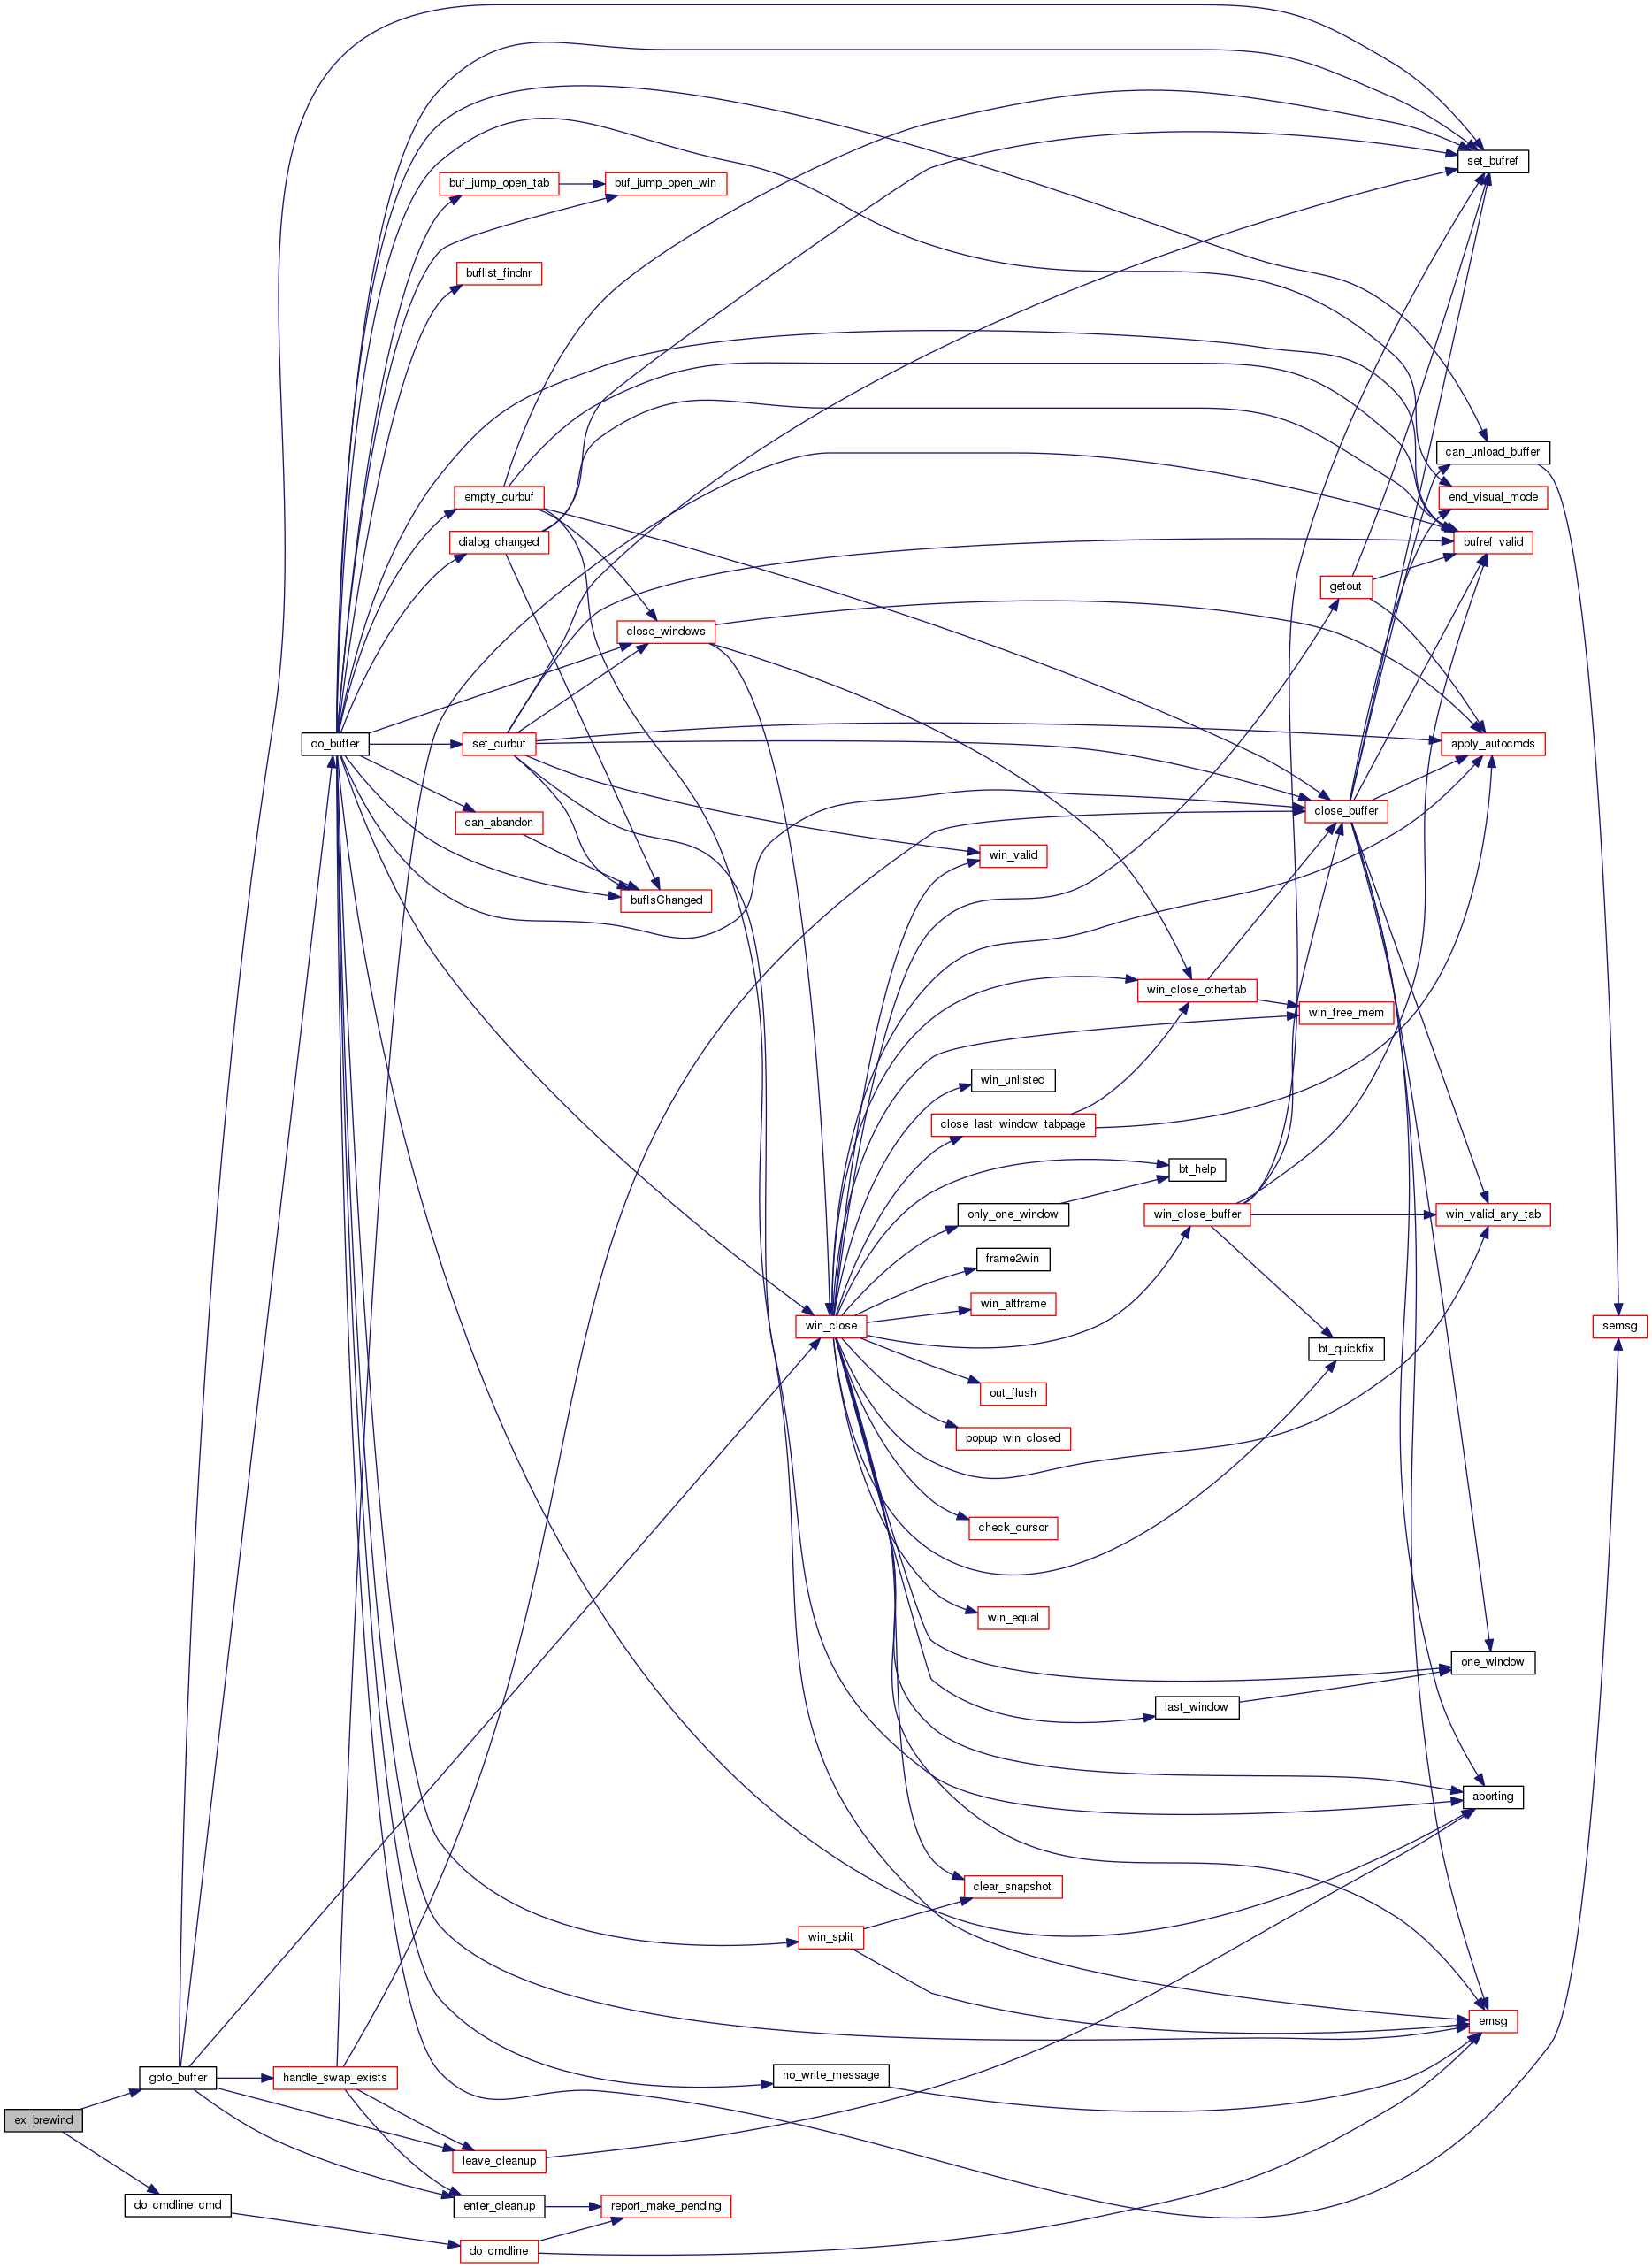 set_bufref
buf_jump_open_tab
buf_jump_open_win
buflist_findnr
can_unload_buffer
empty_curbuf
end_visual_mode
dialog_changed
bufref_valid
getout
close_windows
do_buffer
set_curbuf
apply_autocmds
close_buffer
can_abandon
win_valid
bufIsChanged
win_close_othertab
win_free_mem
win_unlisted
close_last_window_tabpage
bt_help
only_one_window
win_close_buffer
win_valid_any_tab
frame2win
win_altframe
win_close
semsg
bt_quickfix
out_flush
popup_win_closed
check_cursor
win_equal
one_window
last_window
aborting
clear_snapshot
win_split
emsg
goto_buffer
handle_swap_exists
no_write_message
ex_brewind
leave_cleanup
do_cmdline_cmd
enter_cleanup
report_make_pending
do_cmdline